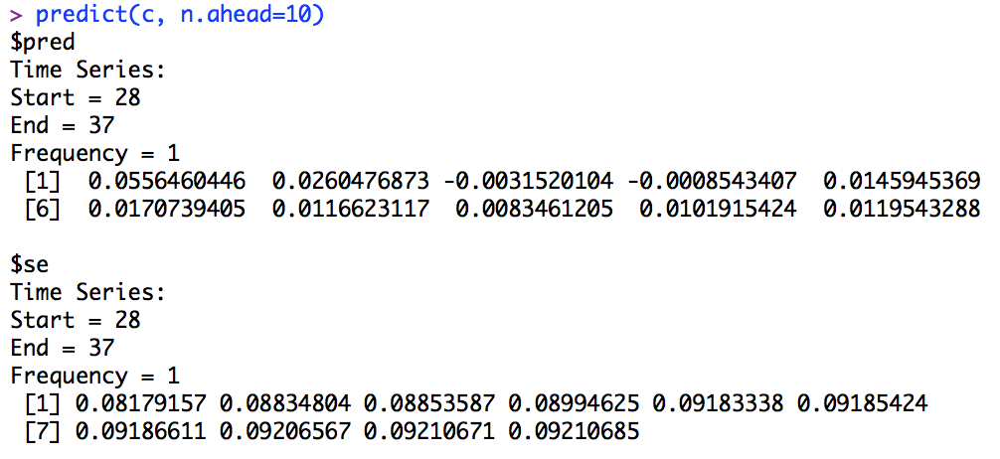 > predict(c, n.ahead=10)
$pred
Time Series:
Start = 28
End = 37
Frequency = 1
 [1]  0.0556460446  0.0260476873 -0.0031520104 -0.0008543407  0.0145945369
 [6]  0.0170739405  0.0116623117  0.0083461205  0.0101915424  0.0119543288

$se
Time Series:
Start = 28
End = 37
Frequency = 1
 [1] 0.08179157 0.08834804 0.08853587 0.08994625 0.09183338 0.09185424
 [7] 0.09186611 0.09206567 0.09210671 0.09210685